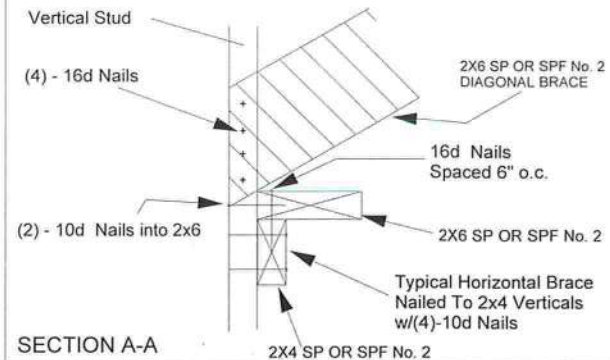 Vertical Stud
(4) - 16d Nails
2X6 SP OR SPF No. 2
DIAGONAL BRACE
16d Nails
Spaced 6" o.c.
(2) - 10d Nails into 2x6
2X6 SP OR SPF No. 2
Typical Horizontal Brace
Nailed To 2x4 Verticals
w/(4)-10d Nails
SECTION A-A
2X4 SP OR SPF No. 2